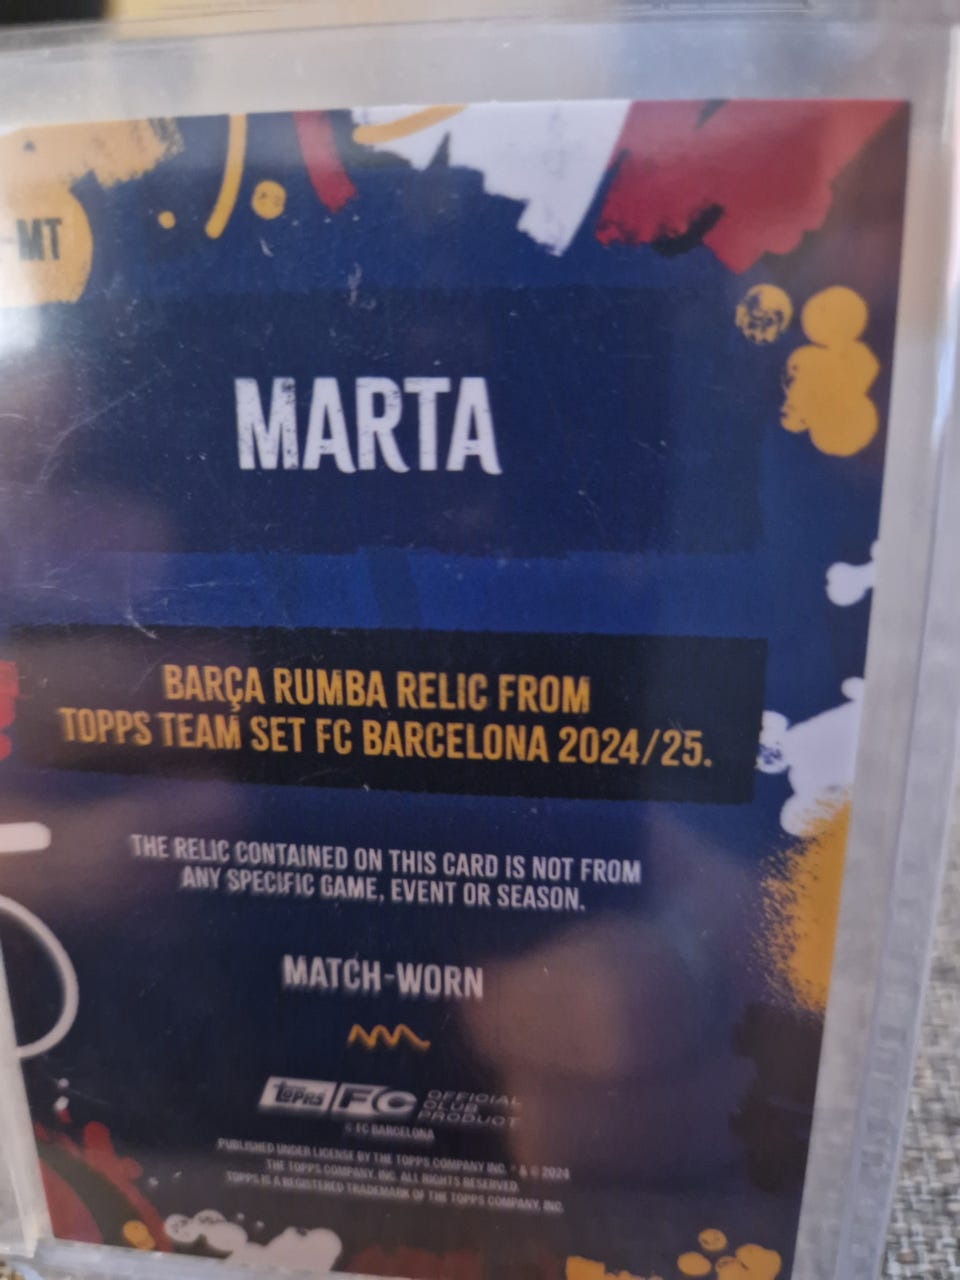 MT
MARTA
BARÇA RUMBA RELIC FROM
TOPPS TEAM SET FC BARCELONA 2024/25.
THE RELIC CONTAINED ON THIS CARD IS NOT FROM
ANY SPECIFIC GAME, EVENT OR SEASON.
MATCH-WORN
TOPPS FC OFFICIAL
CLUB
PRODUCT
© FC BARCELONA
PUBLISHED UNDER LICENSE BY THE TOPPS COMPANY INC. ® & © 2024
THE TOPPS COMPANY, INC. ALL RIGHTS RESERVED.
TOPPS IS A REGISTERED TRADEMARK OF THE TOPPS COMPANY, INC.